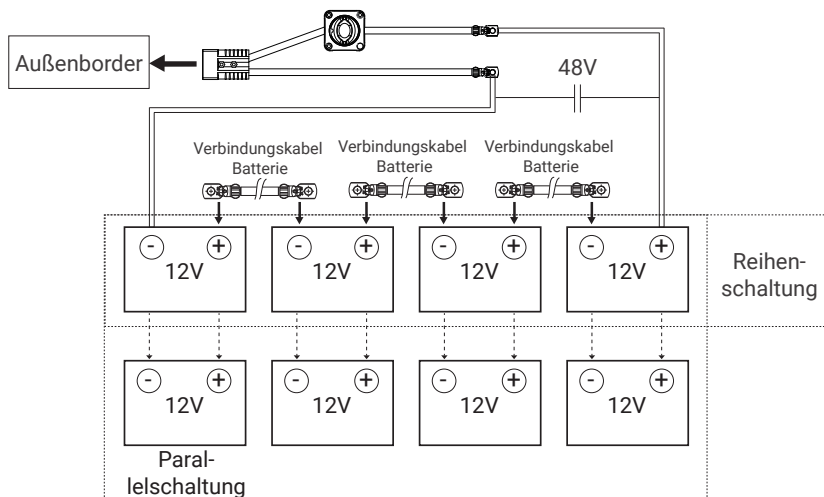 Außenborder
48V
Verbindungskabel
Batterie
Verbindungskabel
Batterie
Verbindungskabel
Batterie
- +
12V
- +
12V
- +
12V
- +
12V
Reihen-
schaltung
- +
12V
- +
12V
- +
12V
- +
12V
Paral-
lelschaltung